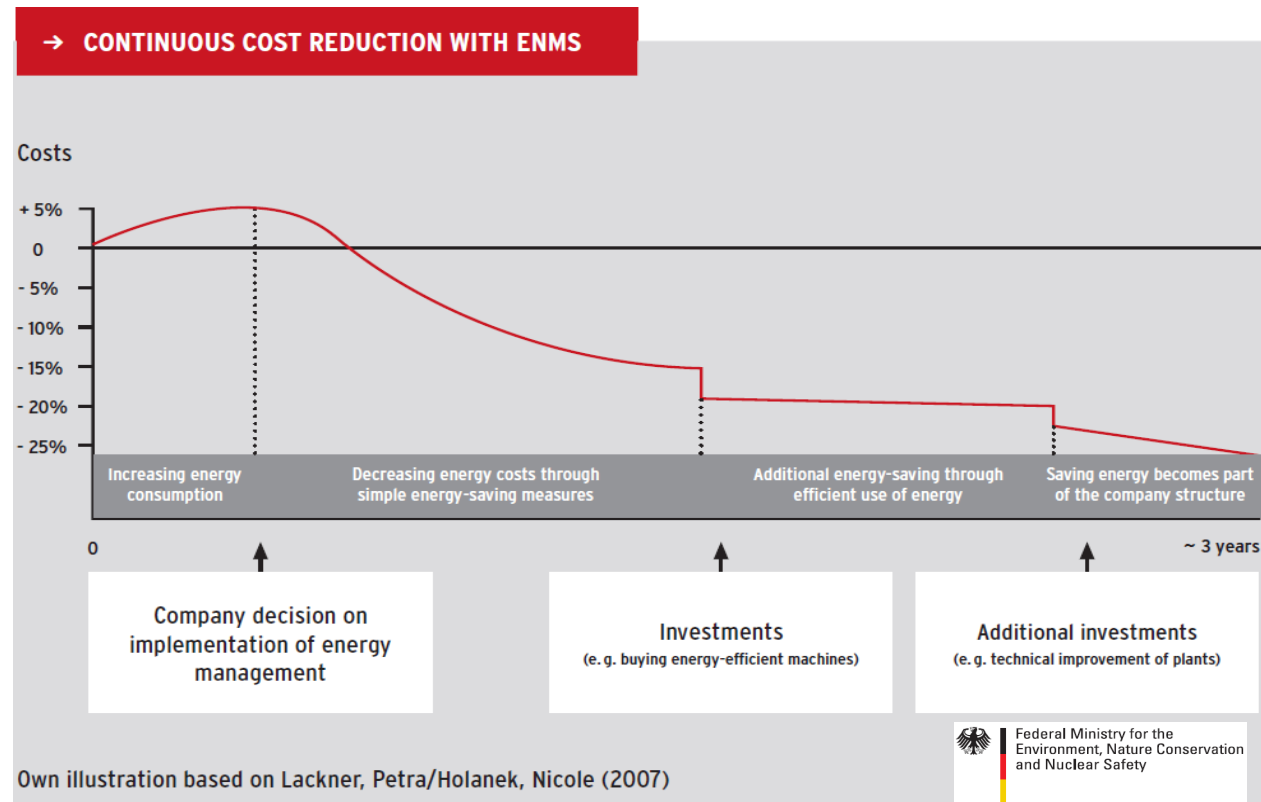 → CONTINUOUS COST REDUCTION WITH ENMS
Costs
+ 5%
0
- 5%
- 10%
- 15%
- 20%
- 25%
Increasing energy
consumption
Decreasing energy costs through
simple energy-saving measures
Additional energy-saving through
efficient use of energy
Saving energy becomes part
of the company structure
0
~ 3 years
Company decision on
implementation of energy
management
Investments
(e. g. buying energy-efficient machines)
Additional investments
(e. g. technical improvement of plants)
Federal Ministry for the
Environment, Nature Conservation
and Nuclear Safety
Own illustration based on Lackner, Petra/Holanek, Nicole (2007)